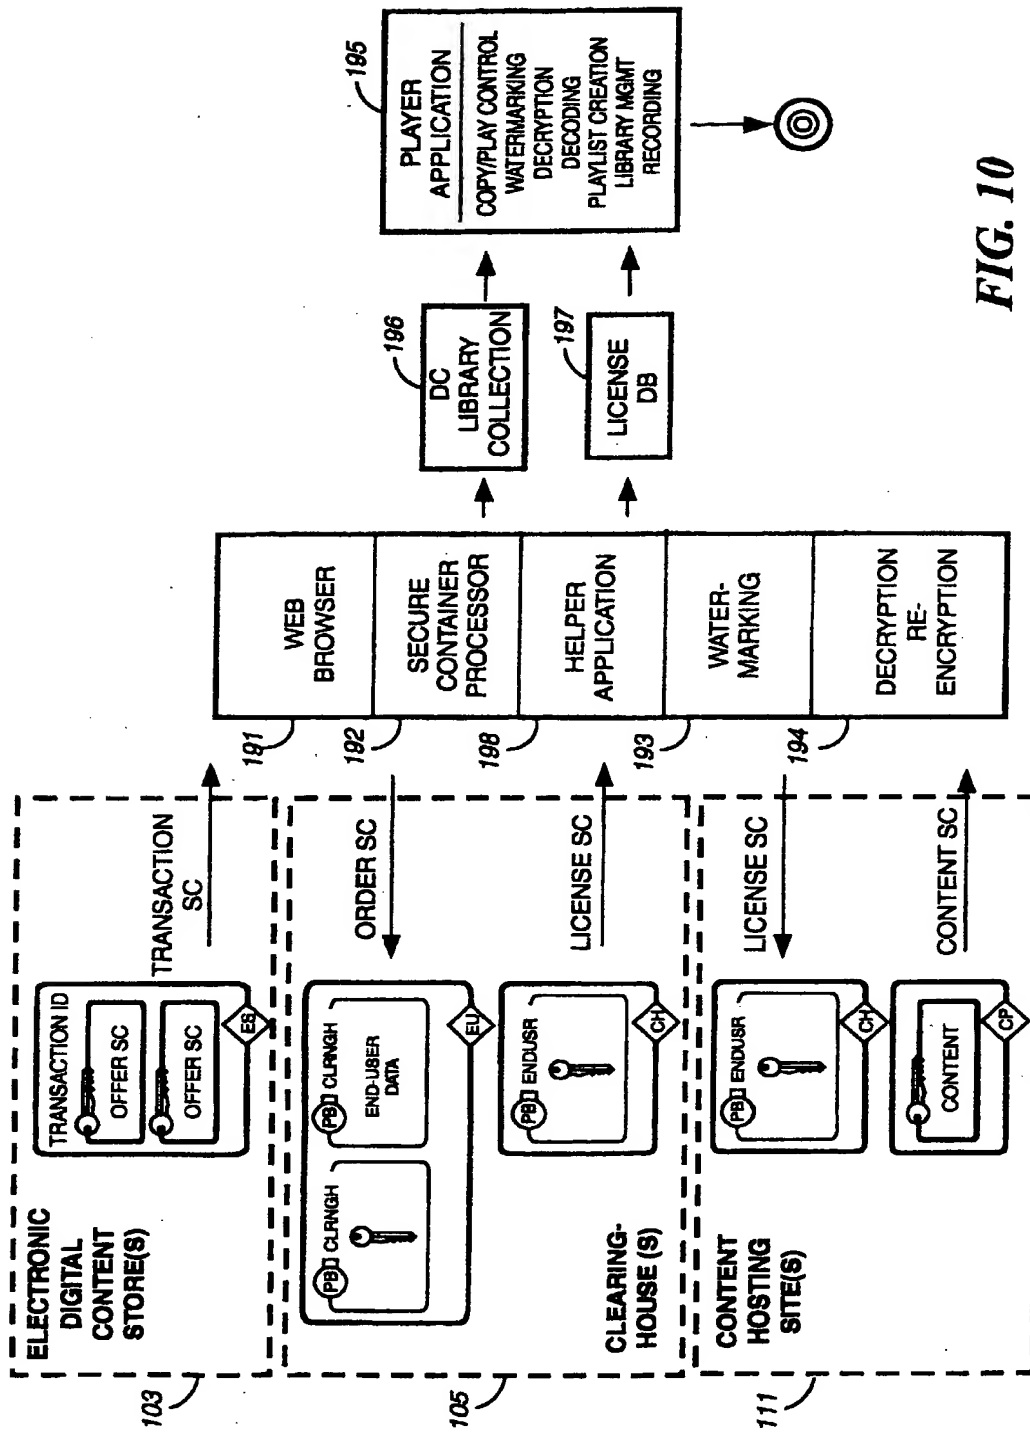 ELECTRONIC
DIGITAL
CONTENT
STORE(S)
103
TRANSACTION ID
OFFER SC
OFFER SC
ES
TRANSACTION
SC
CLEARING-
HOUSE (S)
105
PB
CLRNGH
PB
CLRNGH
END-USER
DATA
EU
ORDER SC
PB
ENDUSR
CH
LICENSE SC
CONTENT
HOSTING
SITE(S)
111
PB
ENDUSR
CH
LICENSE SC
CONTENT
CP
CONTENT SC
WEB
BROWSER
191
SECURE
CONTAINER
PROCESSOR
192
HELPER
APPLICATION
198
WATER-
MARKING
193
DECRYPTION
RE-
ENCRYPTION
194
DC
LIBRARY
COLLECTION
196
LICENSE
DB
197
PLAYER
APPLICATION
COPY/PLAY CONTROL
WATERMARKING
DECRYPTION
DECODING
PLAYLIST CREATION
LIBRARY MGMT
RECORDING
195
FIG. 10